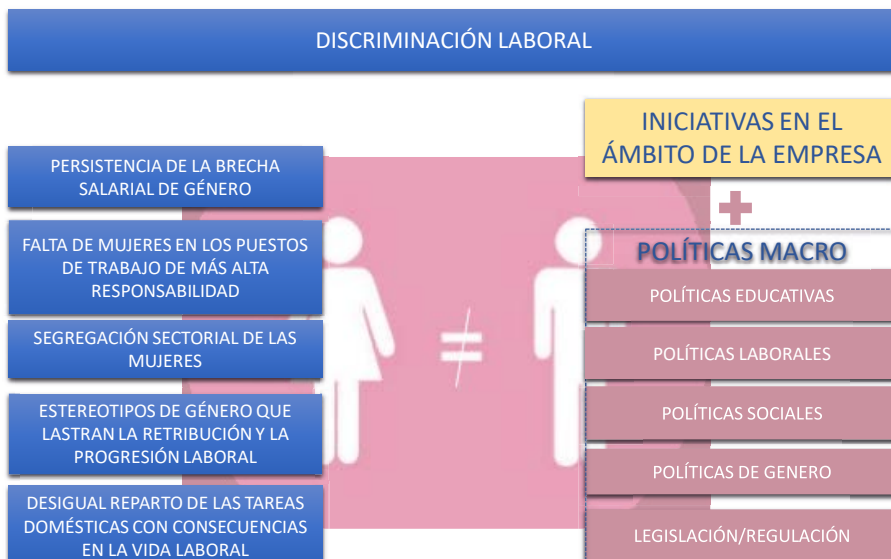 DISCRIMINACIÓN LABORAL
PERSISTENCIA DE LA BRECHA
SALARIAL DE GÉNERO
FALTA DE MUJERES EN LOS PUESTOS
DE TRABAJO DE MÁS ALTA
RESPONSABILIDAD
SEGREGACIÓN SECTORIAL DE LAS
MUJERES
ESTEREOTIPOS DE GÉNERO QUE
LASTRAN LA RETRIBUCIÓN Y LA
PROGRESIÓN LABORAL
DESIGUAL REPARTO DE LAS TAREAS
DOMÉSTICAS CON CONSECUENCIAS
EN LA VIDA LABORAL
≠
INICIATIVAS EN EL
ÁMBITO DE LA EMPRESA
+
POLÍTICAS MACRO
POLÍTICAS EDUCATIVAS
POLÍTICAS LABORALES
POLÍTICAS SOCIALES
POLÍTICAS DE GENERO
LEGISLACIÓN/REGULACIÓN